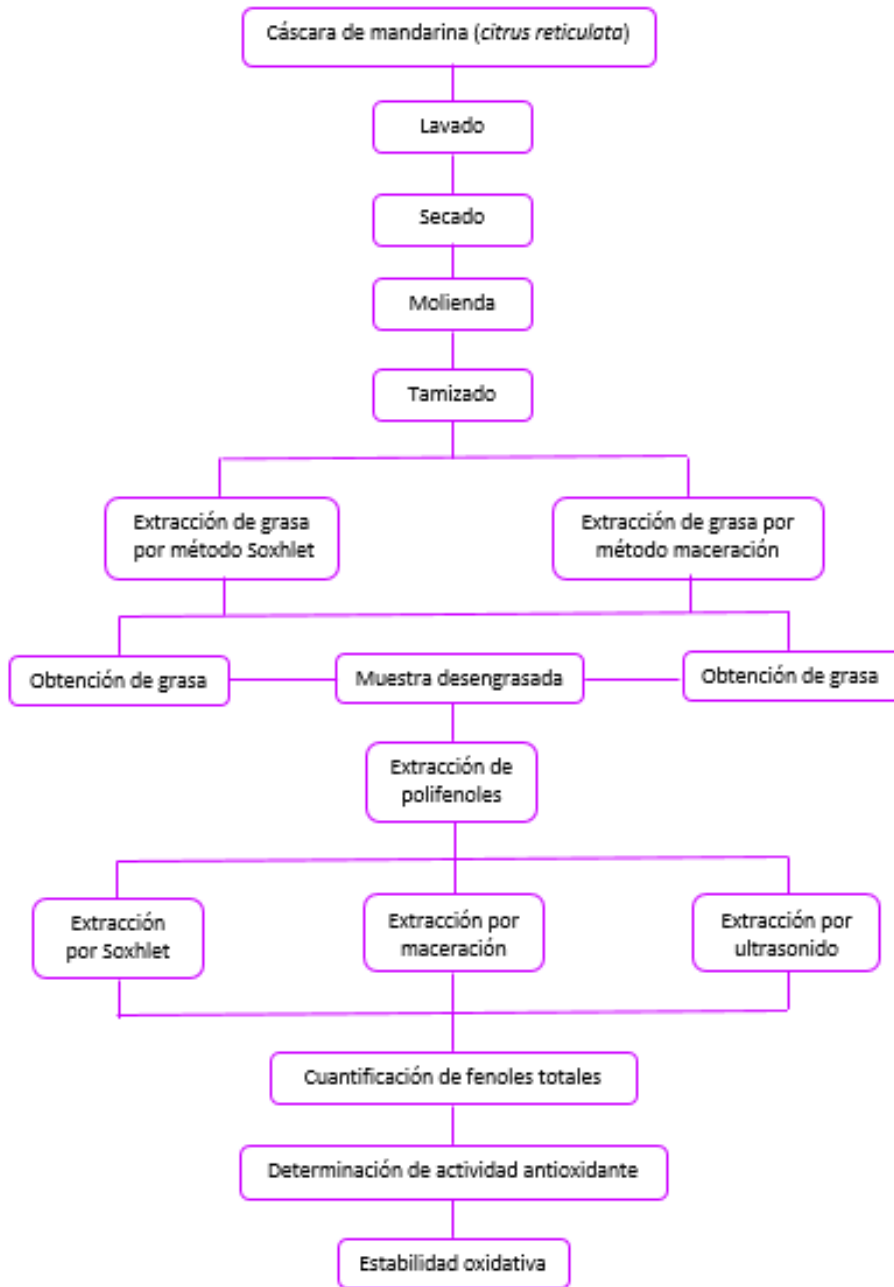 Cáscara de mandarina (citrus reticulata)
Lavado
Secado
Molienda
Tamizado
Extracción de grasa
por método Soxhlet
Extracción de grasa por
método maceración
Obtención de grasa
Muestra desengrasada
Obtención de grasa
Extracción de
polifenoles
Extracción
por Soxhlet
Extracción por
maceración
Extracción por
ultrasonido
Cuantificación de fenoles totales
Determinación de actividad antioxidante
Estabilidad oxidativa